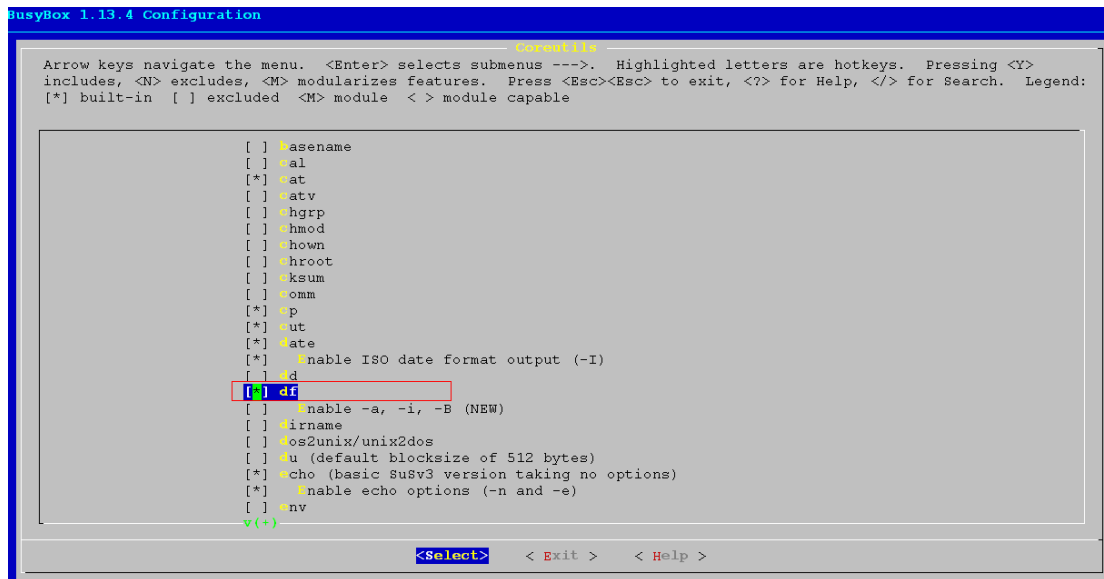 BusyBox 1.13.4 Configuration
Coreutils
Arrow keys navigate the menu. <Enter> selects submenus --->. Highlighted letters are hotkeys. Pressing <Y>
includes, <N> excludes, <M> modularizes features. Press <Esc><Esc> to exit, <?> for Help, </> for Search. Legend:
[*] built-in [ ] excluded <M> module < > module capable
[ ] basename
[ ] cal
[*] cat
[ ] catv
[ ] chgrp
[ ] chmod
[ ] chown
[ ] chroot
[ ] cksum
[ ] comm
[*] cp
[*] cut
[*] date
[*] Enable ISO date format output (-I)
[ ] dd
[*] df
[ ] Enable -a, -i, -B (NEW)
[ ] dirname
[ ] dos2unix/unix2dos
[ ] du (default blocksize of 512 bytes)
[*] echo (basic SuSv3 version taking no options)
[*] Enable echo options (-n and -e)
[ ] env
v(+)
<Select> < Exit > < Help >